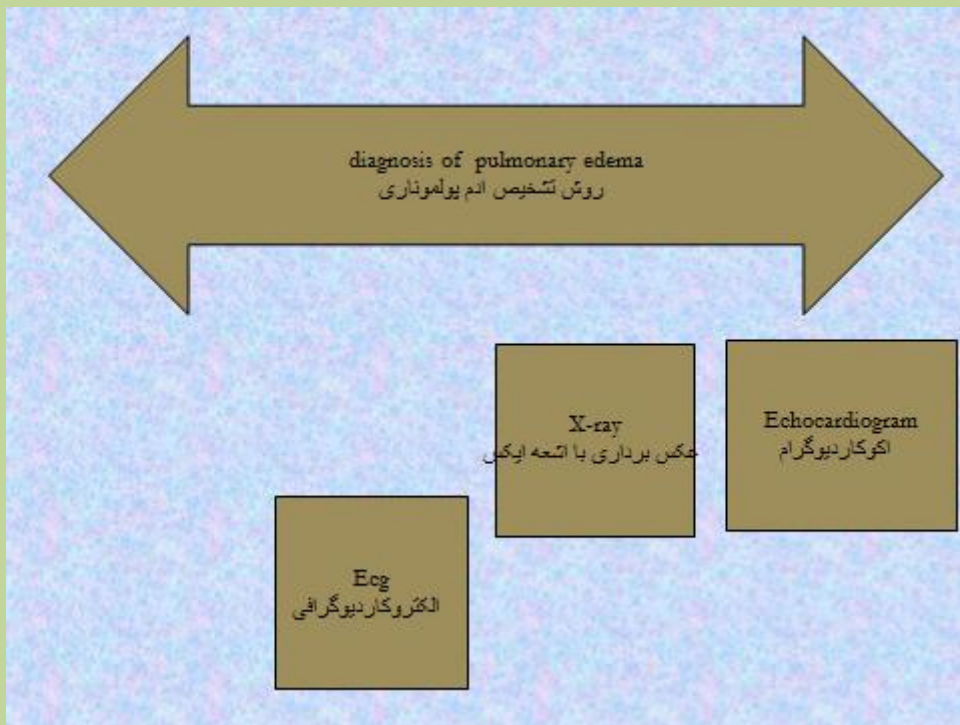 diagnosis of pulmonary edema
روش تشخیص ادم پولموناری
Echocardiogram
اکوکاردیوگرام
X-ray
عکس برداری با اشعه ایکس
Ecg
الکتروکاردیوگرافی